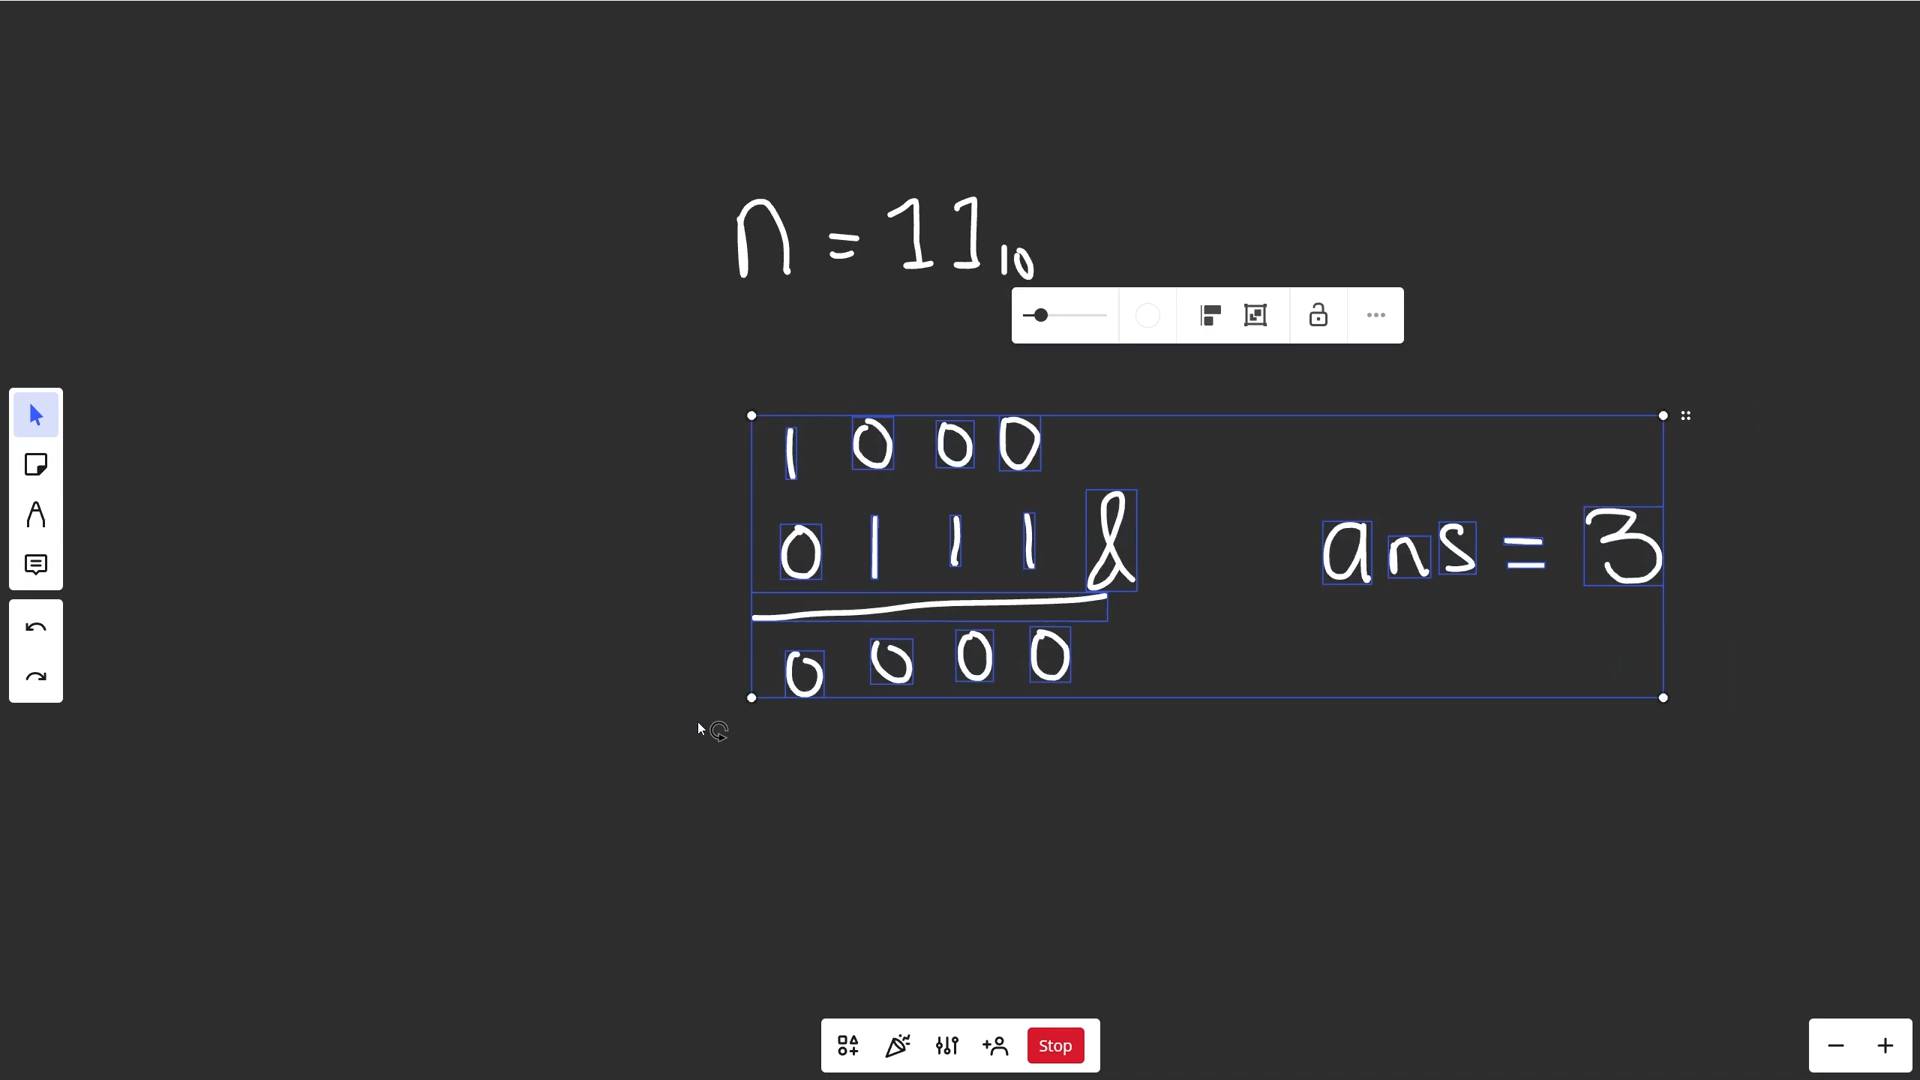 n = 11₁₀
1 0 0 0
0 1 1 1 & ans = 3
0 0 0 0
Stop